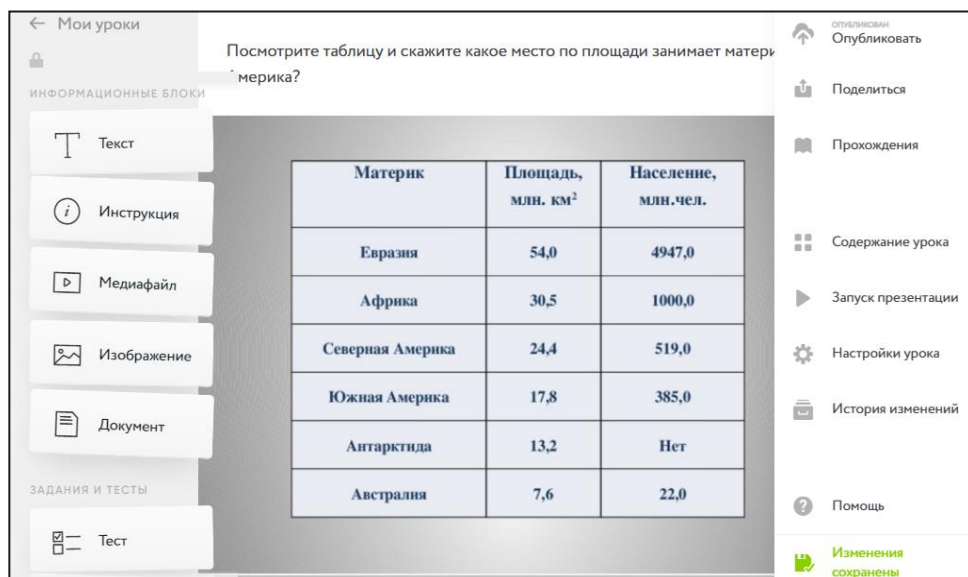 ← Мои уроки
ИНФОРМАЦИОННЫЕ БЛОКИ
Текст
Инструкция
Медиафайл
Изображение
Документ
ЗАДАНИЯ И ТЕСТЫ
Тест
Посмотрите таблицу и скажите какое место по площади занимает
мерика?
Материк Площадь, млн. км² Население, млн.чел.
Евразия 54,0 4947,0
Африка 30,5 1000,0
Северная Америка 24,4 519,0
Южная Америка 17,8 385,0
Антарктида 13,2 Нет
Австралия 7,6 22,0
ОПУБЛИКОВАН
Опубликовать
Поделиться
Прохождения
Содержание урока
Запуск презентации
Настройки урока
История изменений
Помощь
Изменения
сохранены